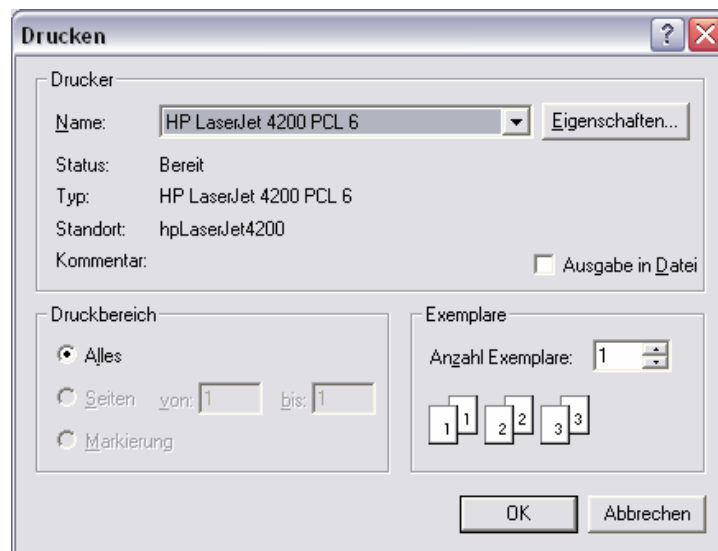 Drucken
Drucker
Name: HP LaserJet 4200 PCL 6 Eigenschaften...
Status: Bereit
Typ: HP LaserJet 4200 PCL 6
Standort: hpLaserJet4200
Kommentar: Ausgabe in Datei
Druckbereich
Alles
Seiten von: 1 bis: 1
Markierung
Exemplare
Anzahl Exemplare: 1
1 1 2 2 3 3
OK Abbrechen